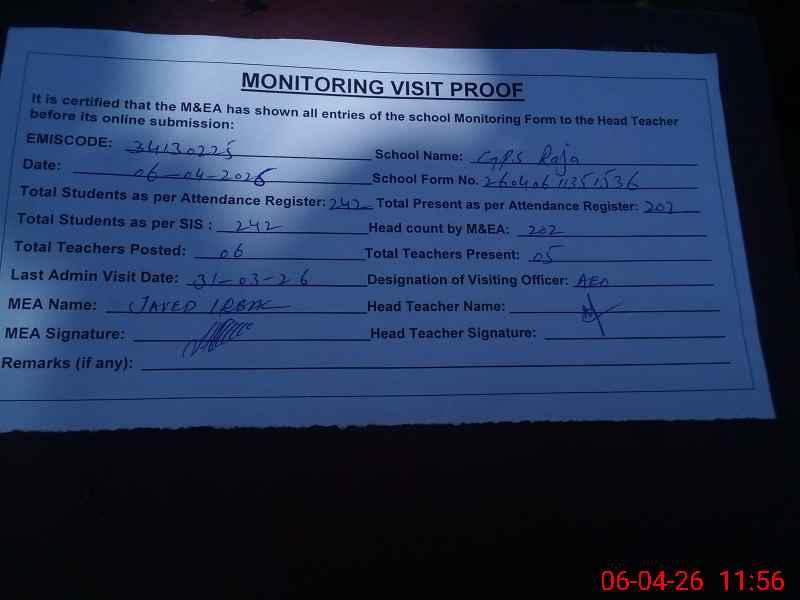 MONITORING VISIT PROOF
It is certified that the M&EA has shown all entries of the school Monitoring Form to the Head Teacher
before its online submission:
EMISCODE: 34130225 School Name: GPS Raja
Date: 06-04-2026 School Form No. 26040611351536
Total Students as per Attendance Register: 242 Total Present as per Attendance Register: 202
Total Students as per SIS : 242 Head count by M&EA: 202
Total Teachers Posted: 06 Total Teachers Present: 05
Last Admin Visit Date: 31-03-26 Designation of Visiting Officer: AEO
MEA Name: JAVED IQBAL Head Teacher Name:
MEA Signature: Head Teacher Signature:
Remarks (if any):
06-04-26 11:56